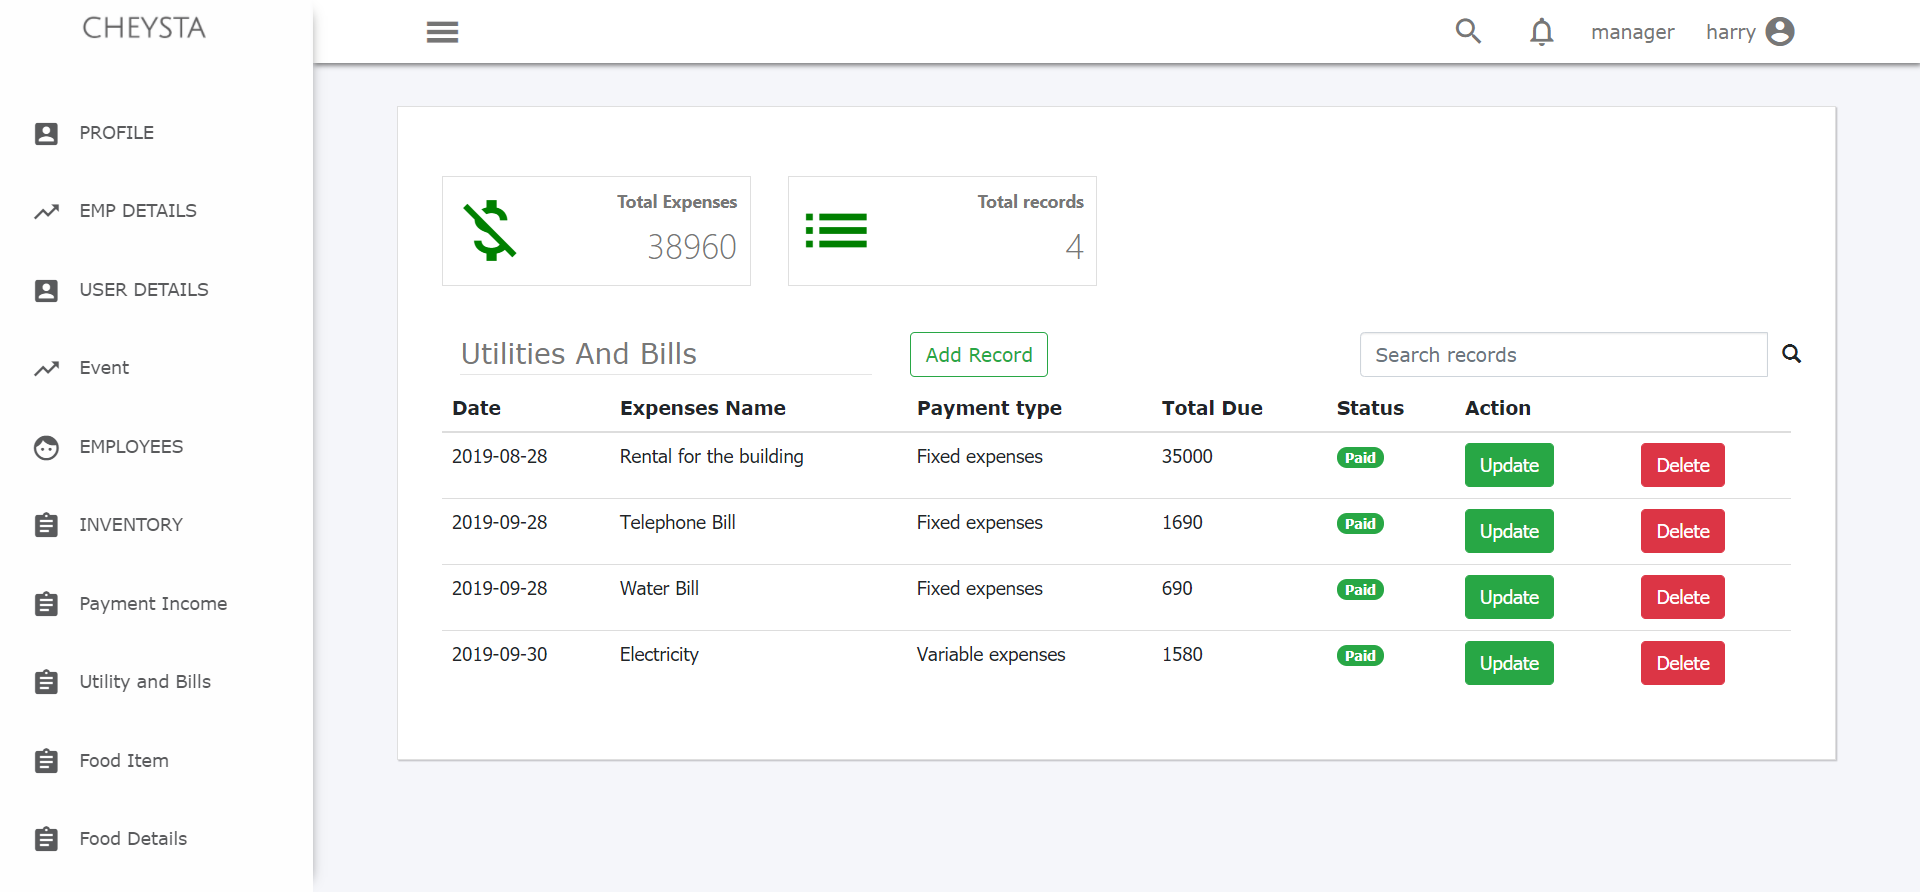 CHEYSTA
manager harry
PROFILE
EMP DETAILS
USER DETAILS
Event
EMPLOYEES
INVENTORY
Payment Income
Utility and Bills
Food Item
Food Details
Total Expenses
38960
Total records
4
Utilities And Bills Add Record Search records
Date Expenses Name Payment type Total Due Status Action
2019-08-28 Rental for the building Fixed expenses 35000 Paid Update Delete
2019-09-28 Telephone Bill Fixed expenses 1690 Paid Update Delete
2019-09-28 Water Bill Fixed expenses 690 Paid Update Delete
2019-09-30 Electricity Variable expenses 1580 Paid Update Delete